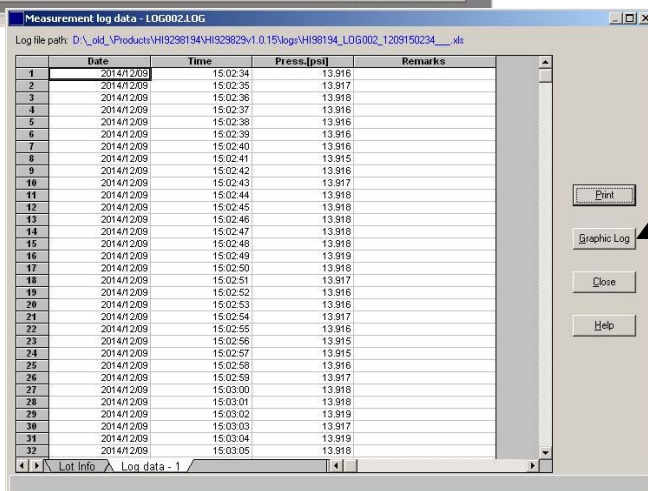 Measurement log data - LOG002.LOG
Log file path: D:\_old_\Products\HI9298194\HI929829v1.0.15\logs\HI98194_LOG002_1209150234___.xls
Date Time Press.[psi] Remarks
1 2014/12/09 15:02:34 13.916
2 2014/12/09 15:02:35 13.917
3 2014/12/09 15:02:36 13.918
4 2014/12/09 15:02:37 13.916
5 2014/12/09 15:02:38 13.916
6 2014/12/09 15:02:39 13.916
7 2014/12/09 15:02:40 13.916
8 2014/12/09 15:02:41 13.915
9 2014/12/09 15:02:42 13.916
10 2014/12/09 15:02:43 13.917
11 2014/12/09 15:02:44 13.918
12 2014/12/09 15:02:45 13.918
13 2014/12/09 15:02:46 13.918
14 2014/12/09 15:02:47 13.918
15 2014/12/09 15:02:48 13.918
16 2014/12/09 15:02:49 13.919
17 2014/12/09 15:02:50 13.918
18 2014/12/09 15:02:51 13.917
19 2014/12/09 15:02:52 13.916
20 2014/12/09 15:02:53 13.916
21 2014/12/09 15:02:54 13.917
22 2014/12/09 15:02:55 13.916
23 2014/12/09 15:02:56 13.915
24 2014/12/09 15:02:57 13.915
25 2014/12/09 15:02:58 13.916
26 2014/12/09 15:02:59 13.917
27 2014/12/09 15:03:00 13.918
28 2014/12/09 15:03:01 13.918
29 2014/12/09 15:03:02 13.919
30 2014/12/09 15:03:03 13.917
31 2014/12/09 15:03:04 13.919
32 2014/12/09 15:03:05 13.918
Lot Info Log data - 1
Print
Graphic Log
Close
Help